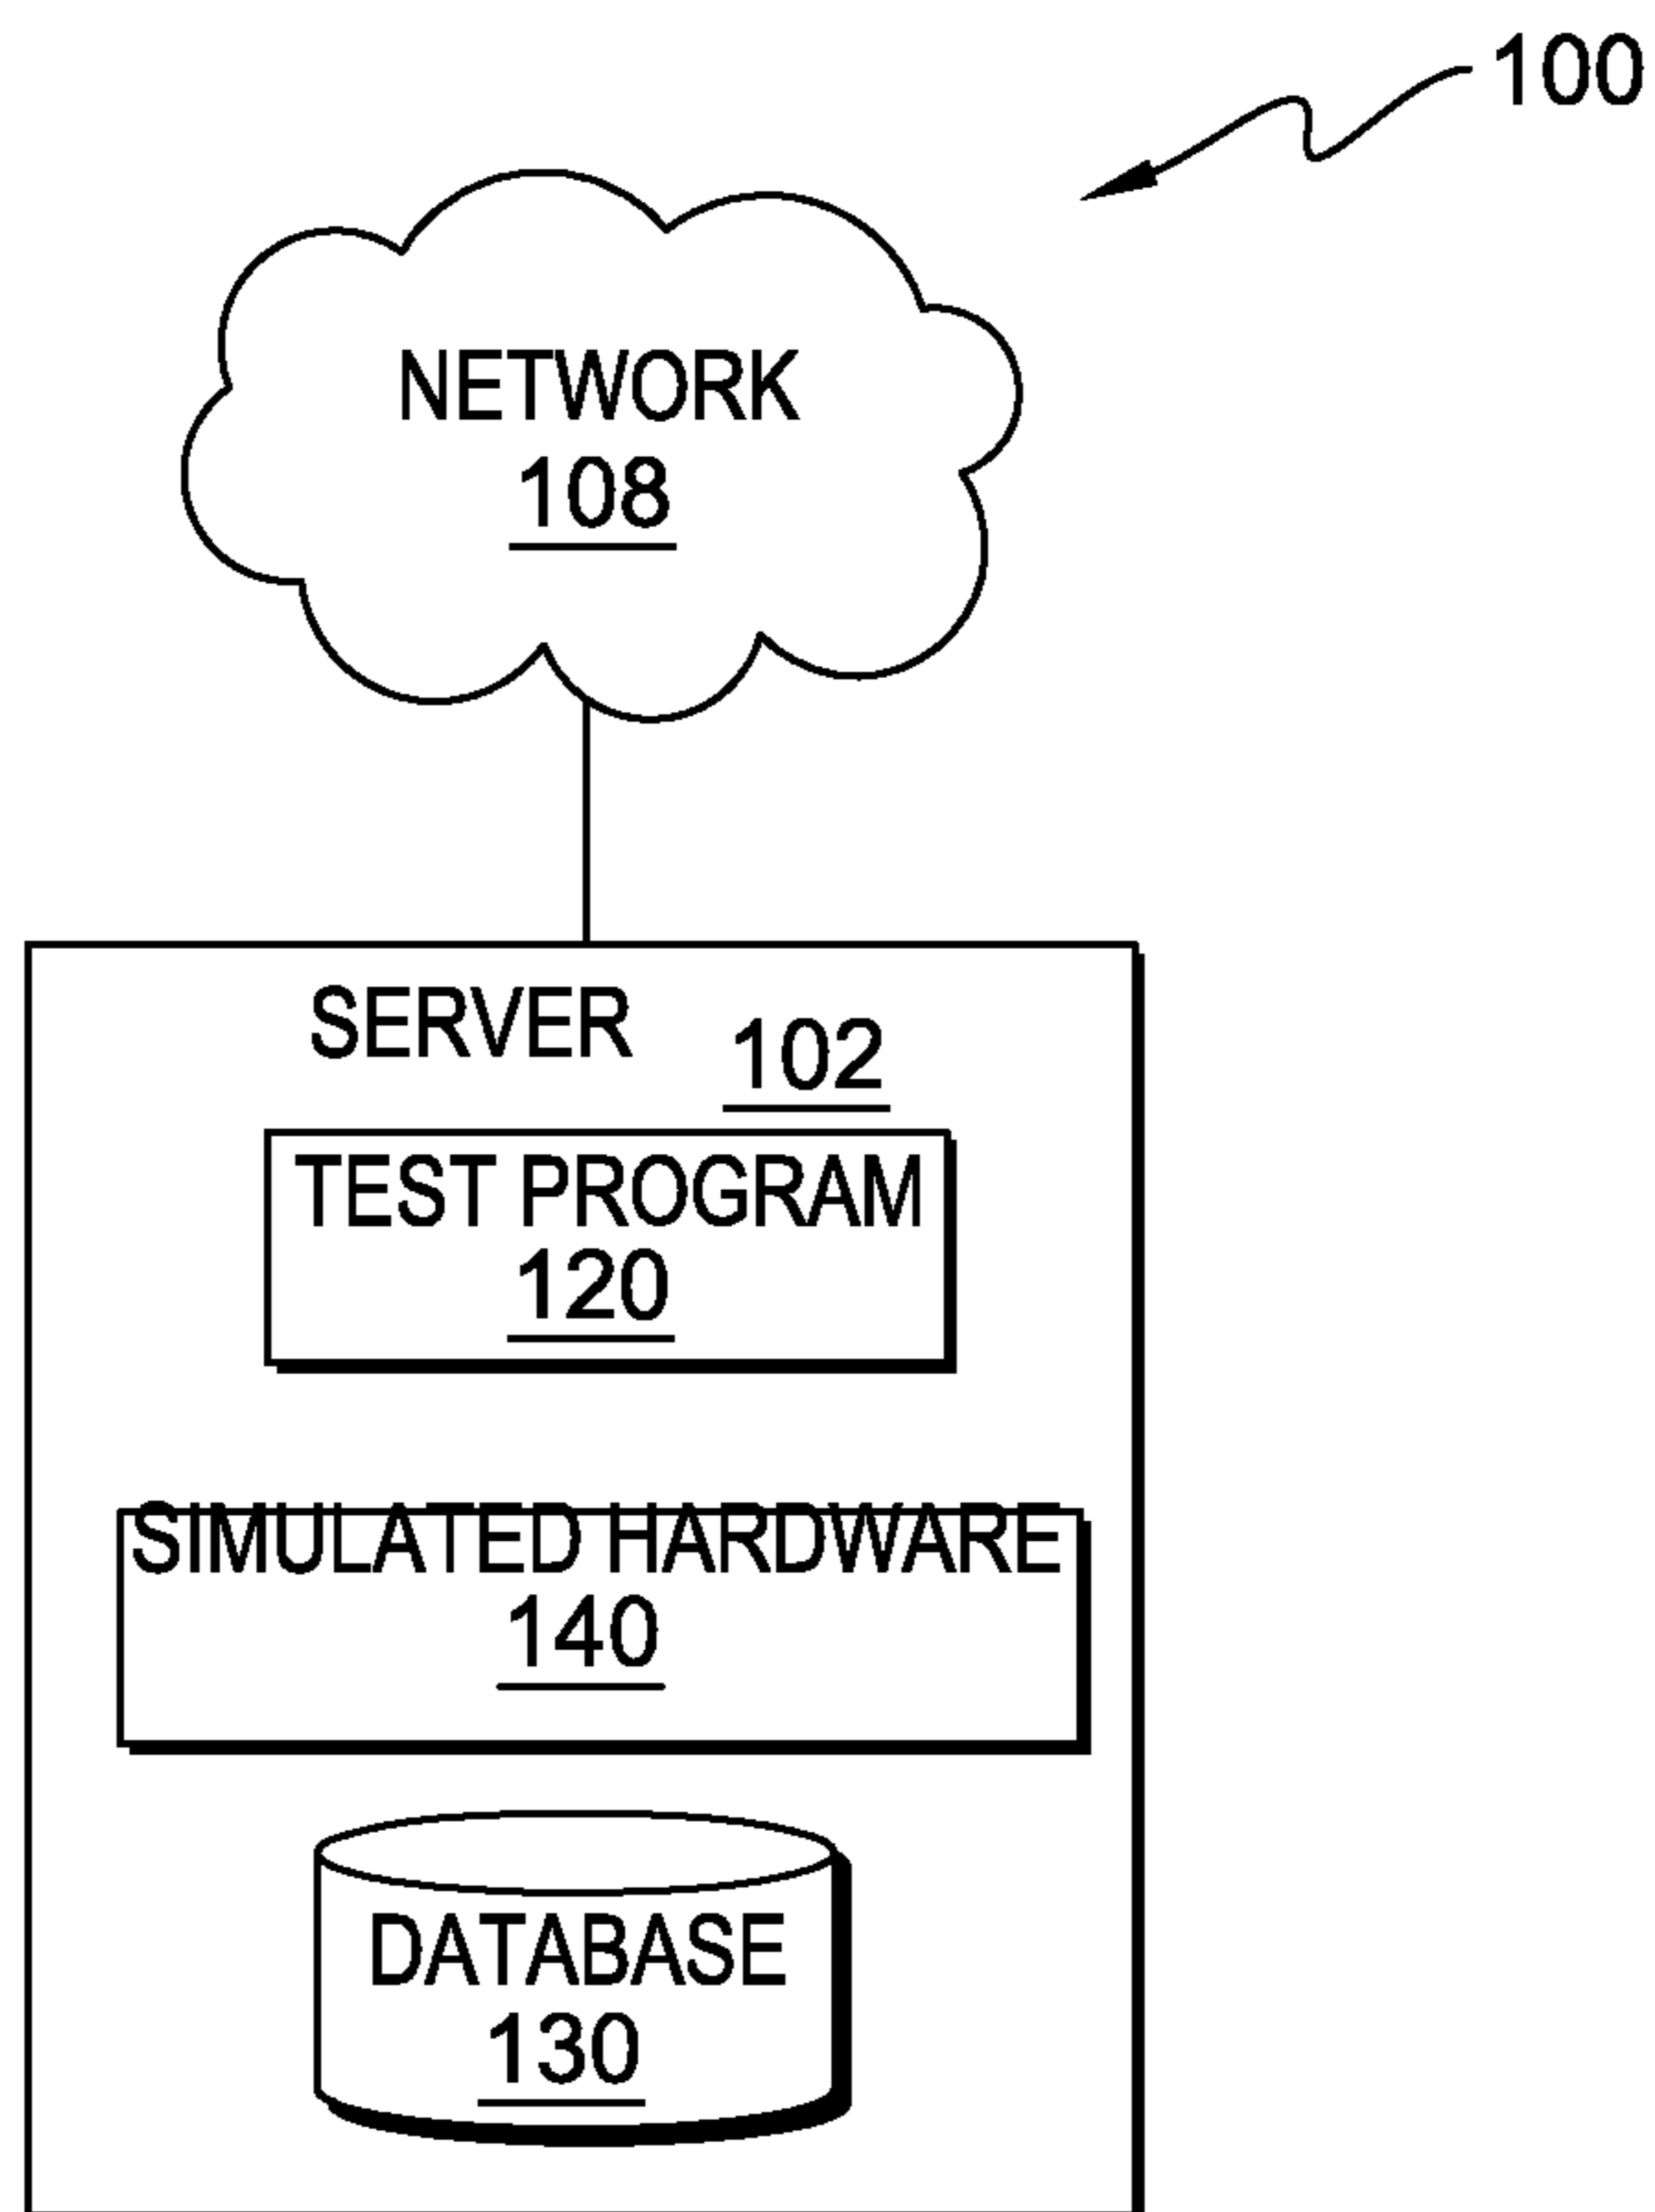 100
NETWORK
108
SERVER 102
TEST PROGRAM
120
SIMULATED HARDWARE
140
DATABASE
130